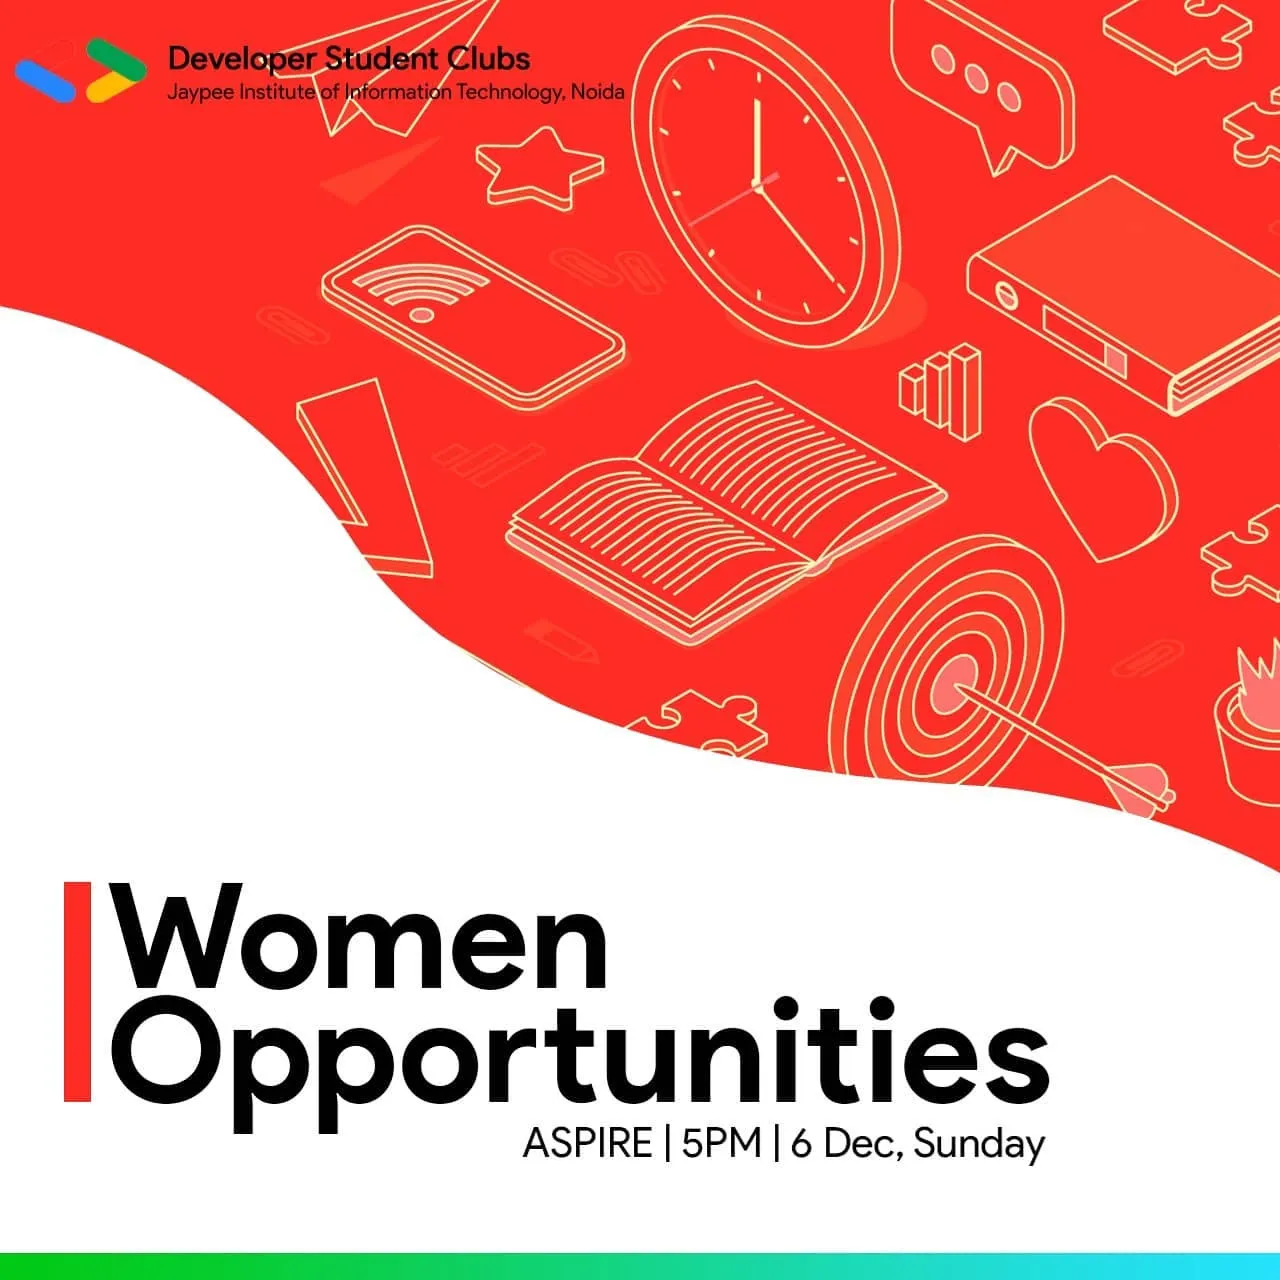 Developer Student Clubs
Jaypee Institute of Information Technology, Noida
Women
Opportunities
ASPIRE | 5PM | 6 Dec, Sunday